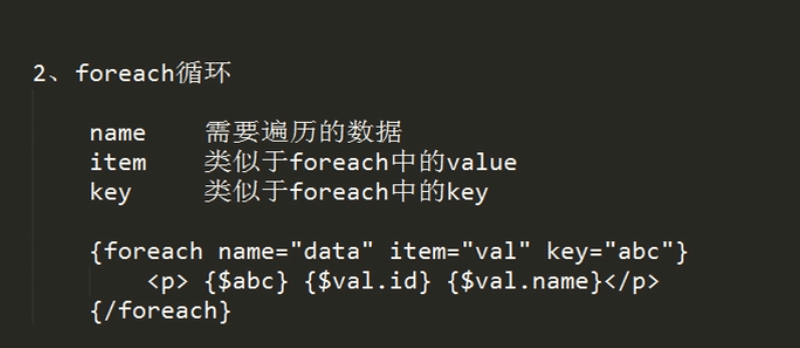 2、foreach循环
name    需要遍历的数据
item    类似于foreach中的value
key     类似于foreach中的key
{foreach name="data" item="val" key="abc"}
    <p> {$abc} {$val.id} {$val.name}</p>
{/foreach}